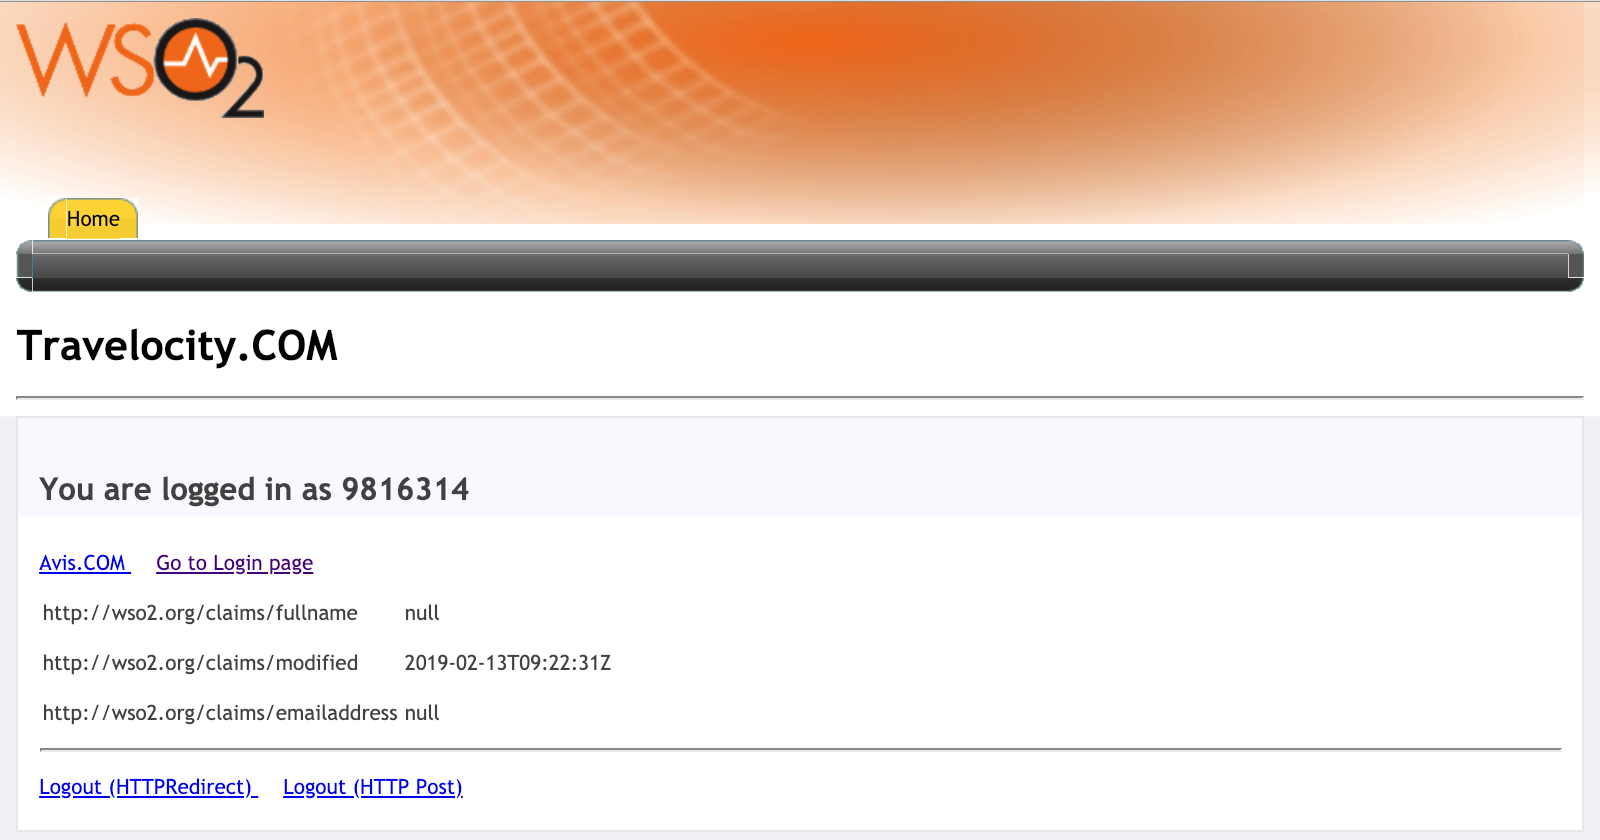 WSO2
Home
Travelocity.COM
You are logged in as 9816314
Avis.COM Go to Login page
http://wso2.org/claims/fullname null
http://wso2.org/claims/modified 2019-02-13T09:22:31Z
http://wso2.org/claims/emailaddress null
Logout (HTTPRedirect) Logout (HTTP Post)